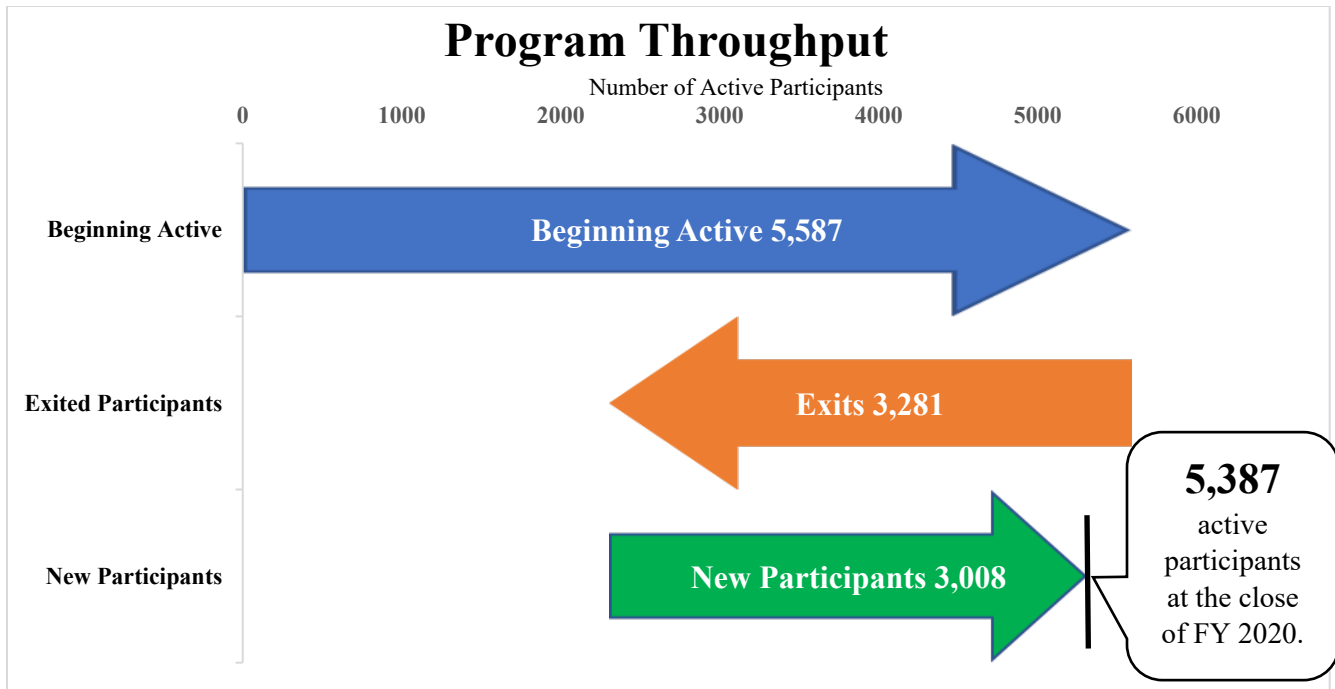 Program Throughput
Number of Active Participants
0 1000 2000 3000 4000 5000 6000
Beginning Active
Beginning Active 5,587
Exited Participants
Exits 3,281
New Participants
New Participants 3,008
5,387
active
participants
at the close
of FY 2020.